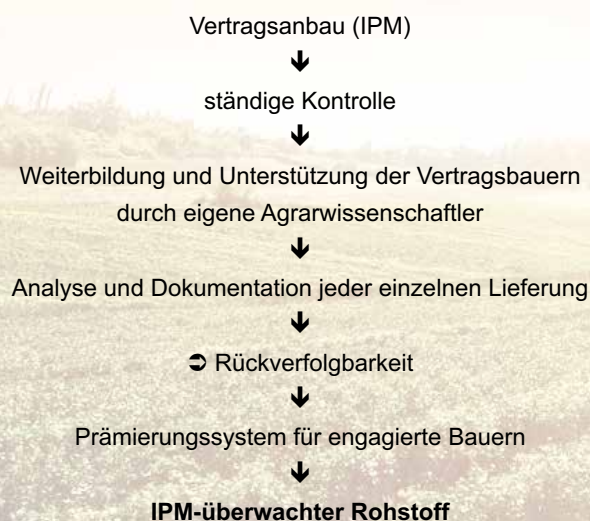 Vertragsanbau (IPM)
🡻
ständige Kontrolle
🡻
Weiterbildung und Unterstützung der Vertragsbauern
durch eigene Agrarwissenschaftler
🡻
Analyse und Dokumentation jeder einzelnen Lieferung
🡻
➲ Rückverfolgbarkeit
🡻
Prämierungssystem für engagierte Bauern
🡻
IPM-überwachter Rohstoff